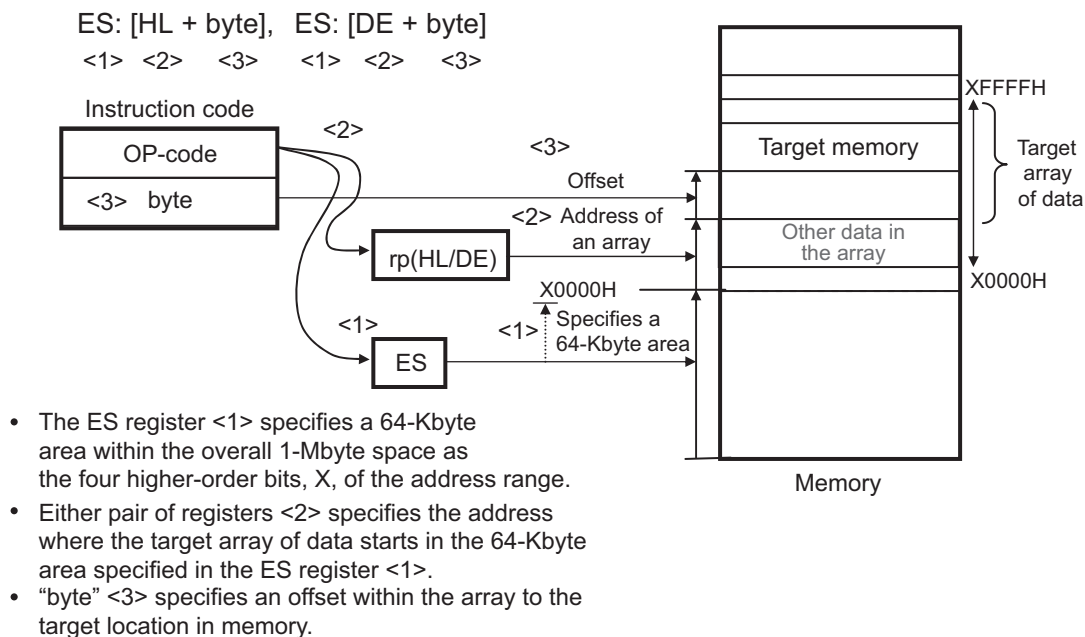 ES: [HL + byte], ES: [DE + byte]
<1> <2> <3> <1> <2> <3>
Instruction code
OP-code
<3> byte
<2>
<3>
Offset
<2> Address of
an array
rp(HL/DE)
X0000H
<1>
<1>
Specifies a
64-Kbyte area
ES
XFFFFH
Target memory
Target
array
of data
Other data in
the array
X0000H
Memory
• The ES register <1> specifies a 64-Kbyte
area within the overall 1-Mbyte space as
the four higher-order bits, X, of the address range.
• Either pair of registers <2> specifies the address
where the target array of data starts in the 64-Kbyte
area specified in the ES register <1>.
• “byte” <3> specifies an offset within the array to the
target location in memory.